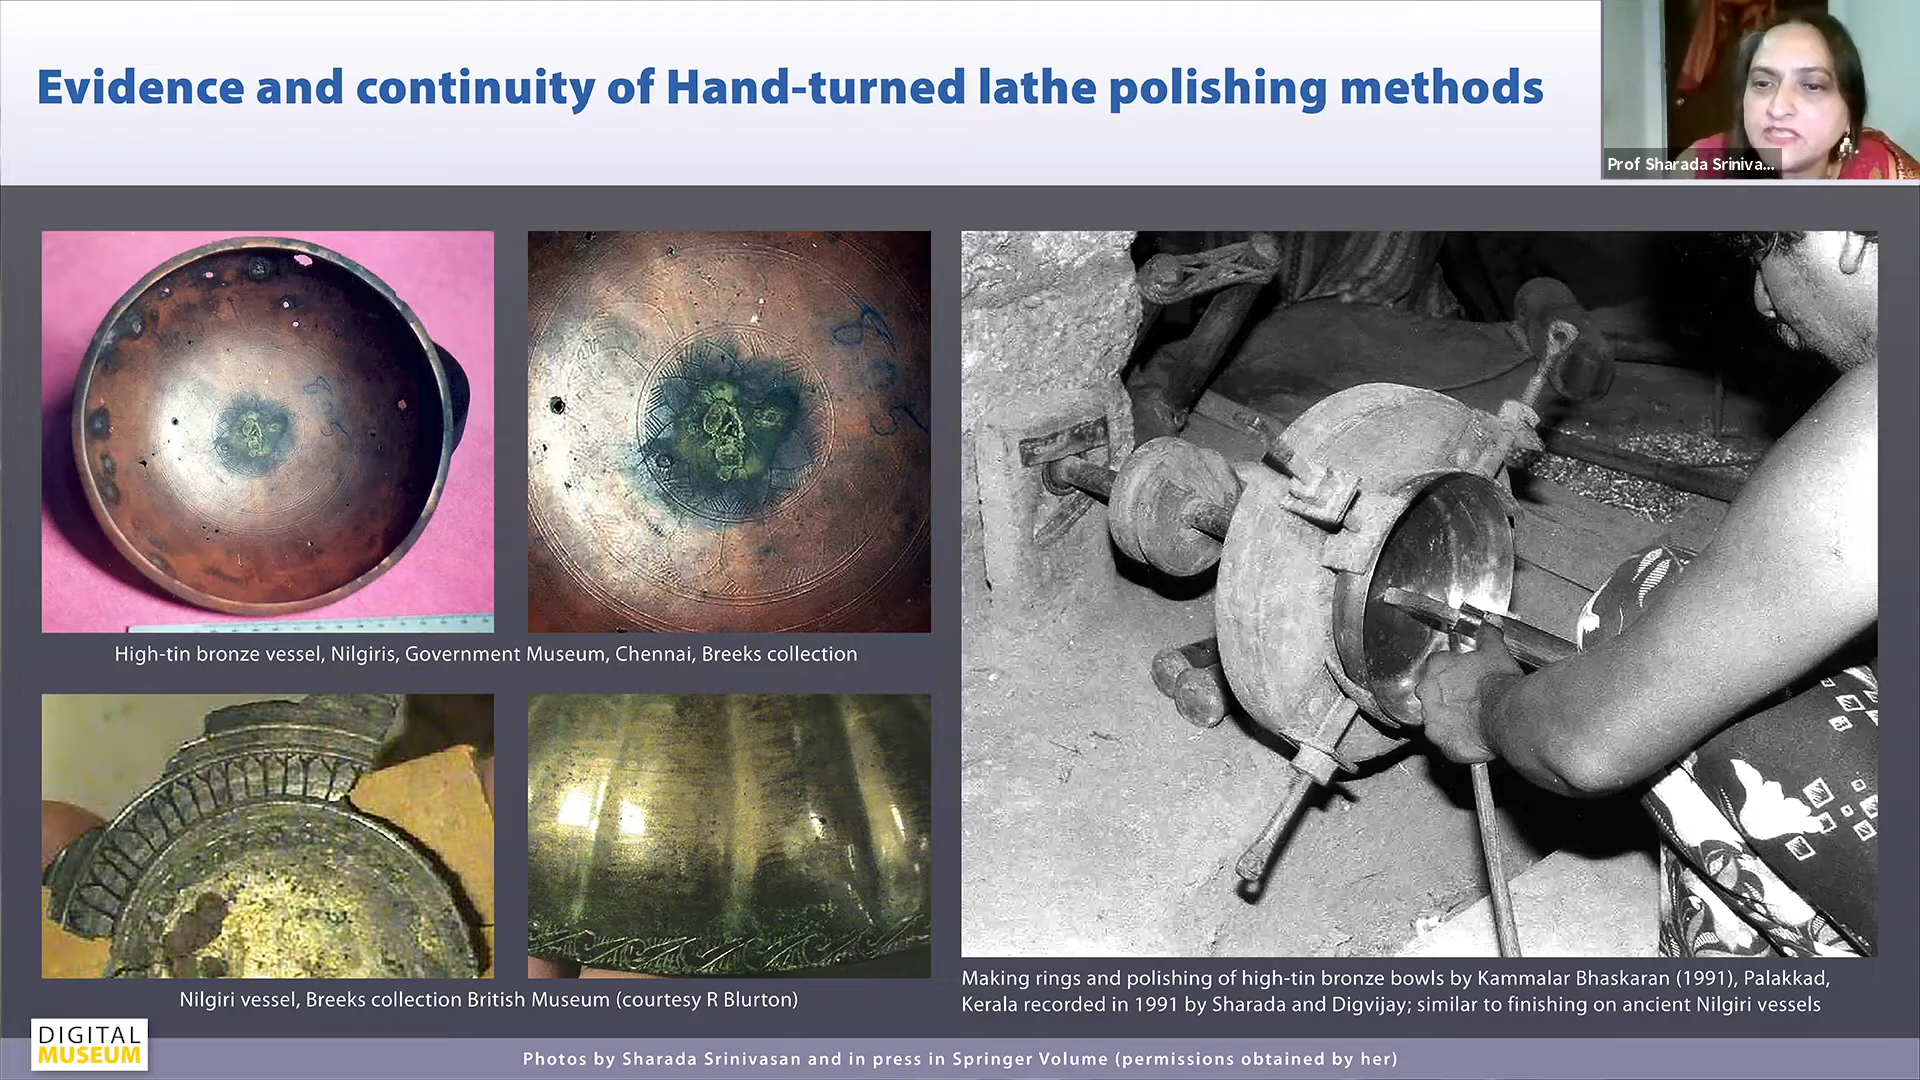 Evidence and continuity of Hand-turned lathe polishing methods
Prof Sharada Sriniva...
805
805
High-tin bronze vessel, Nilgiris, Government Museum, Chennai, Breeks collection
Nilgiri vessel, Breeks collection British Museum (courtesy R Blurton)
Making rings and polishing of high-tin bronze bowls by Kammalar Bhaskaran (1991), Palakkad,
Kerala recorded in 1991 by Sharada and Digvijay; similar to finishing on ancient Nilgiri vessels
DIGITAL
MUSEUM
Photos by Sharada Srinivasan and in press in Springer Volume (permissions obtained by her)